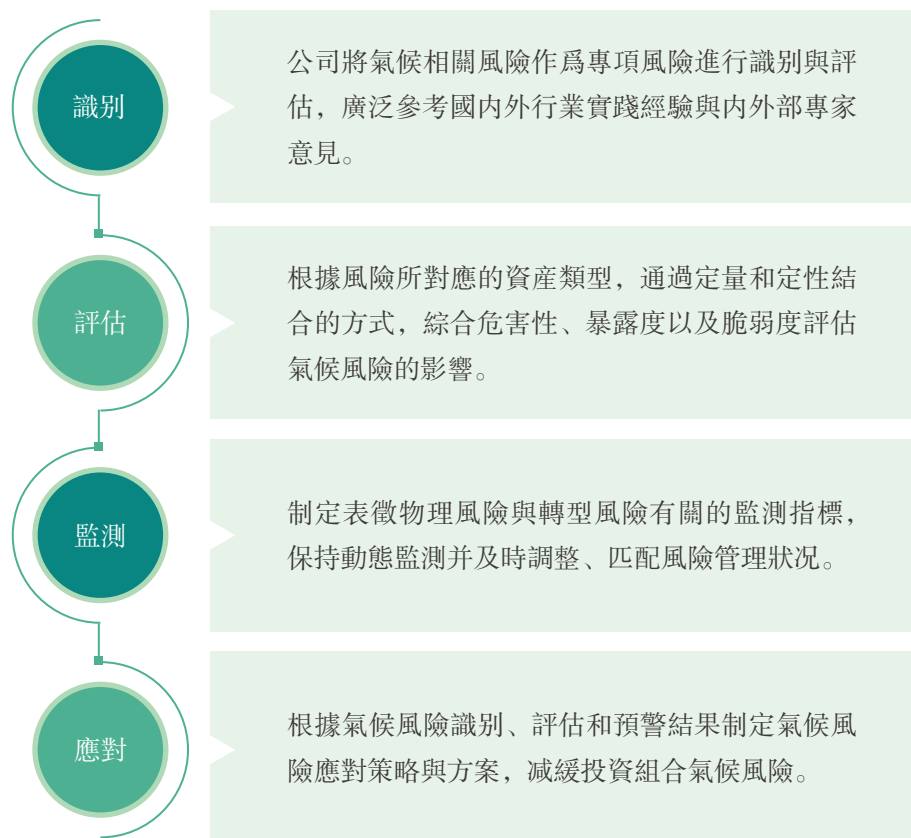 識别
公司將氣候相關風險作爲專項風險進行識别與評
估，廣泛參考國内外行業實踐經驗與内外部專家
意見。
評估
根據風險所對應的資産類型，通過定量和定性結
合的方式，綜合危害性、暴露度以及脆弱度評估
氣候風險的影響。
監測
制定表徵物理風險與轉型風險有關的監測指標，
保持動態監測并及時調整、匹配風險管理狀况。
應對
根據氣候風險識别、評估和預警結果制定氣候風
險應對策略與方案，减緩投資組合氣候風險。